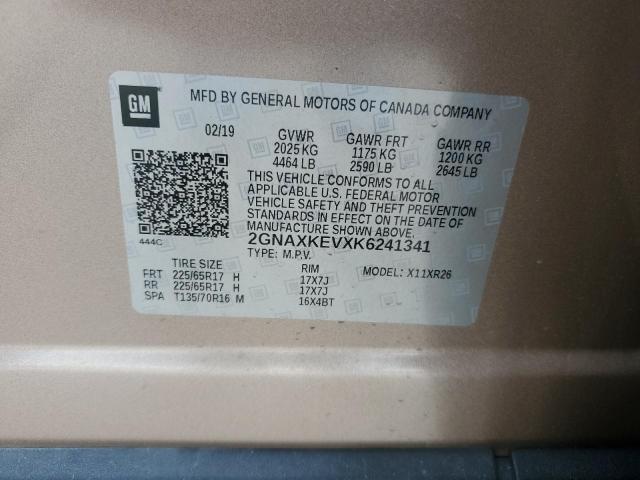 GM
MFD BY GENERAL MOTORS OF CANADA COMPANY
02/19 GVWR GAWR FRT GAWR RR
2025 KG 1175 KG 1200 KG
4464 LB 2590 LB 2645 LB
THIS VEHICLE CONFORMS TO ALL
APPLICABLE U.S. FEDERAL MOTOR
VEHICLE SAFETY AND THEFT
PREVENTION STANDARDS IN
EFFECT ON THE DATE OF
MANUFACTURE SHOWN ABOVE.
444C 2GNAXKEVXK6241341
TYPE: M.P.V.
TIRE SIZE RIM MODEL: X11XR26
FRT 225/65R17 H 17X7J
RR 225/65R17 H 17X7J
SPA T135/70R16 M 16X4BT